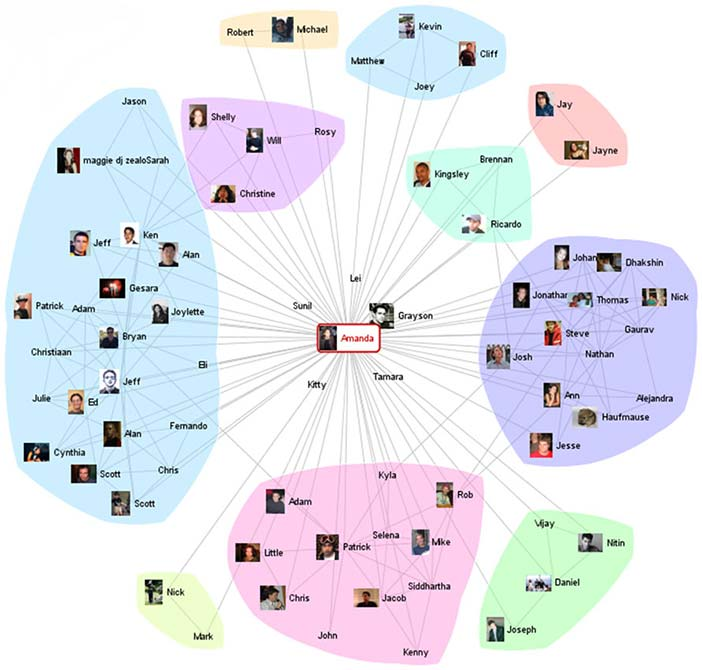 Robert
Michael
Kevin
Matthew
Cliff
Joey
Jason
Shelly
Will
Rosy
Christine
Jay
Jayne
Brennan
Kingsley
Ricardo
maggie dj zealoSarah
Ken
Jeff
Alan
Gesara
Patrick
Adam
Joylette
Bryan
Christiaan
Eli
Jeff
Julie
Ed
Fernando
Alan
Cynthia
Chris
Scott
Scott
Lei
Sunil
Grayson
Amanda
Kitty
Tamara
Johan
Dhakshin
Jonathar
Thomas
Nick
Steve
Gaurav
Josh
Nathan
Ann
Alejandra
Haufmause
Jesse
Kyla
Rob
Adam
Selena
Mike
Little
Patrick
Siddhartha
Chris
Jacob
John
Kenny
Vijay
Nitin
Daniel
Joseph
Nick
Mark